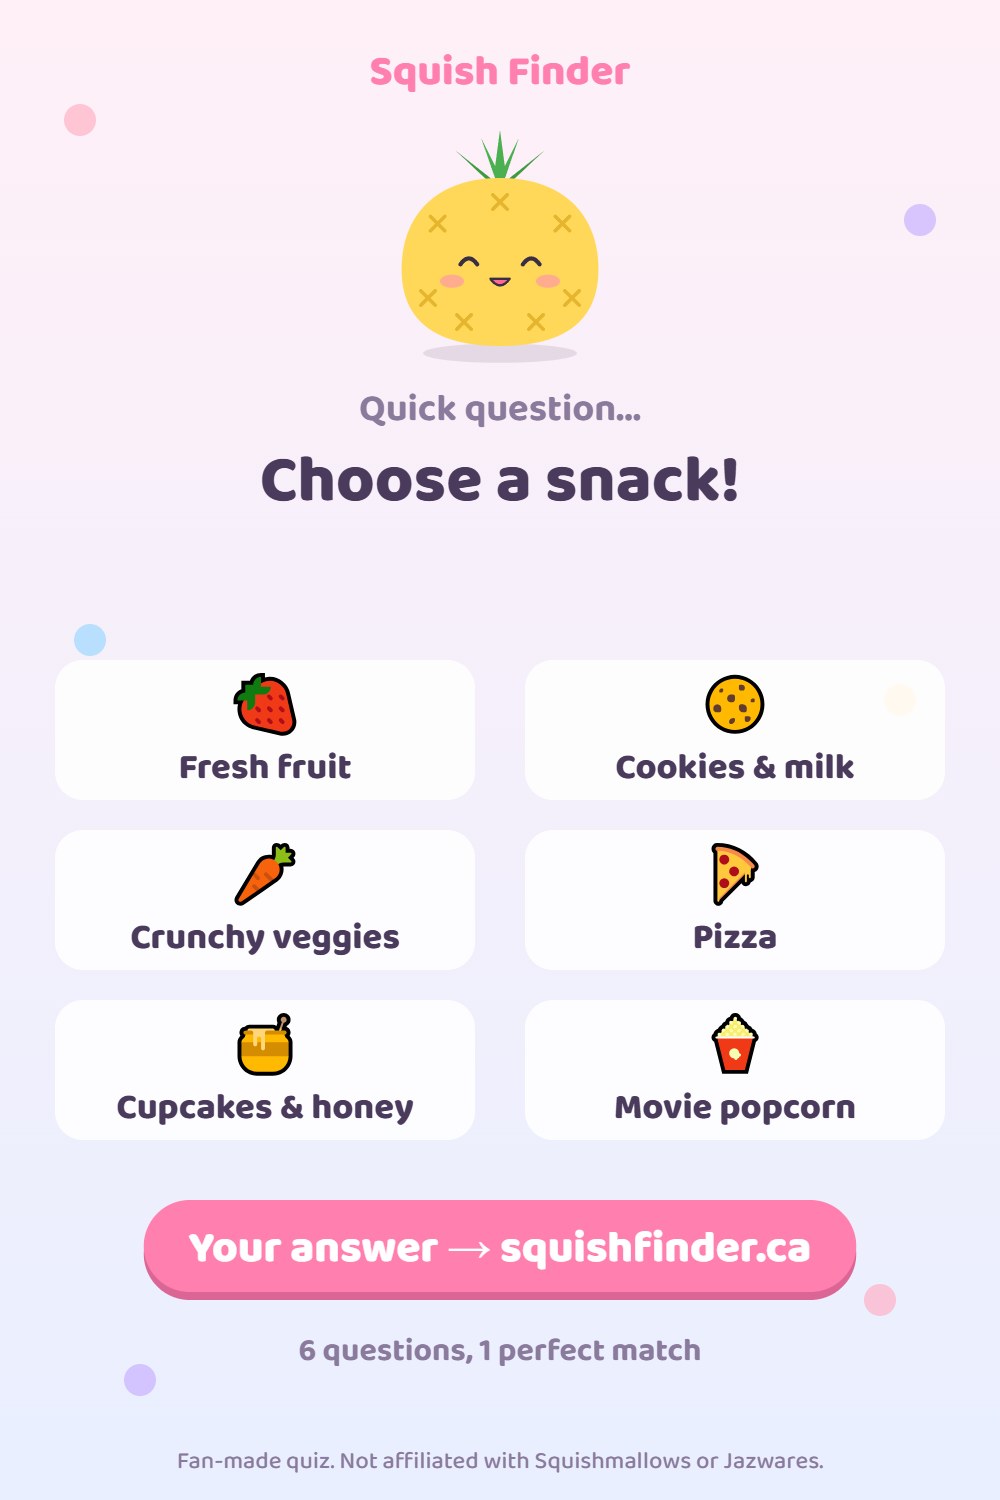 Squish Finder
Quick question...
Choose a snack!
Fresh fruit
Cookies & milk
Crunchy veggies
Pizza
Cupcakes & honey
Movie popcorn
Your answer → squishfinder.ca
6 questions, 1 perfect match
Fan-made quiz. Not affiliated with Squishmallows or Jazwares.